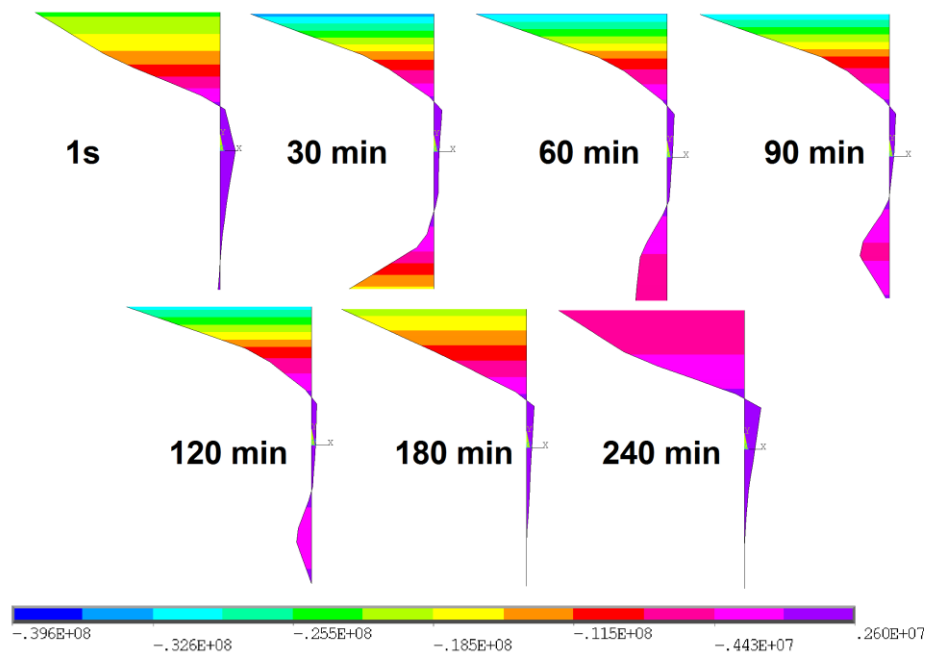 1s
30 min
60 min
90 min
Y
X
Y
X
Y
X
Y
X
120 min
180 min
240 min
Y
X
Y
X
Y
X
-.396E+08
-.326E+08
-.255E+08
-.185E+08
-.115E+08
-.443E+07
.260E+07